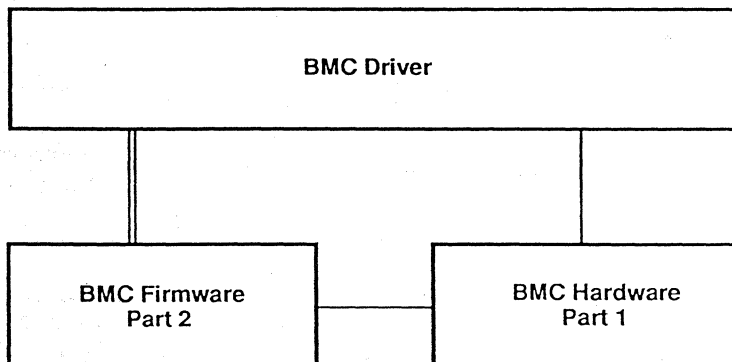 BMC Driver
BMC Firmware
Part 2
BMC Hardware
Part 1